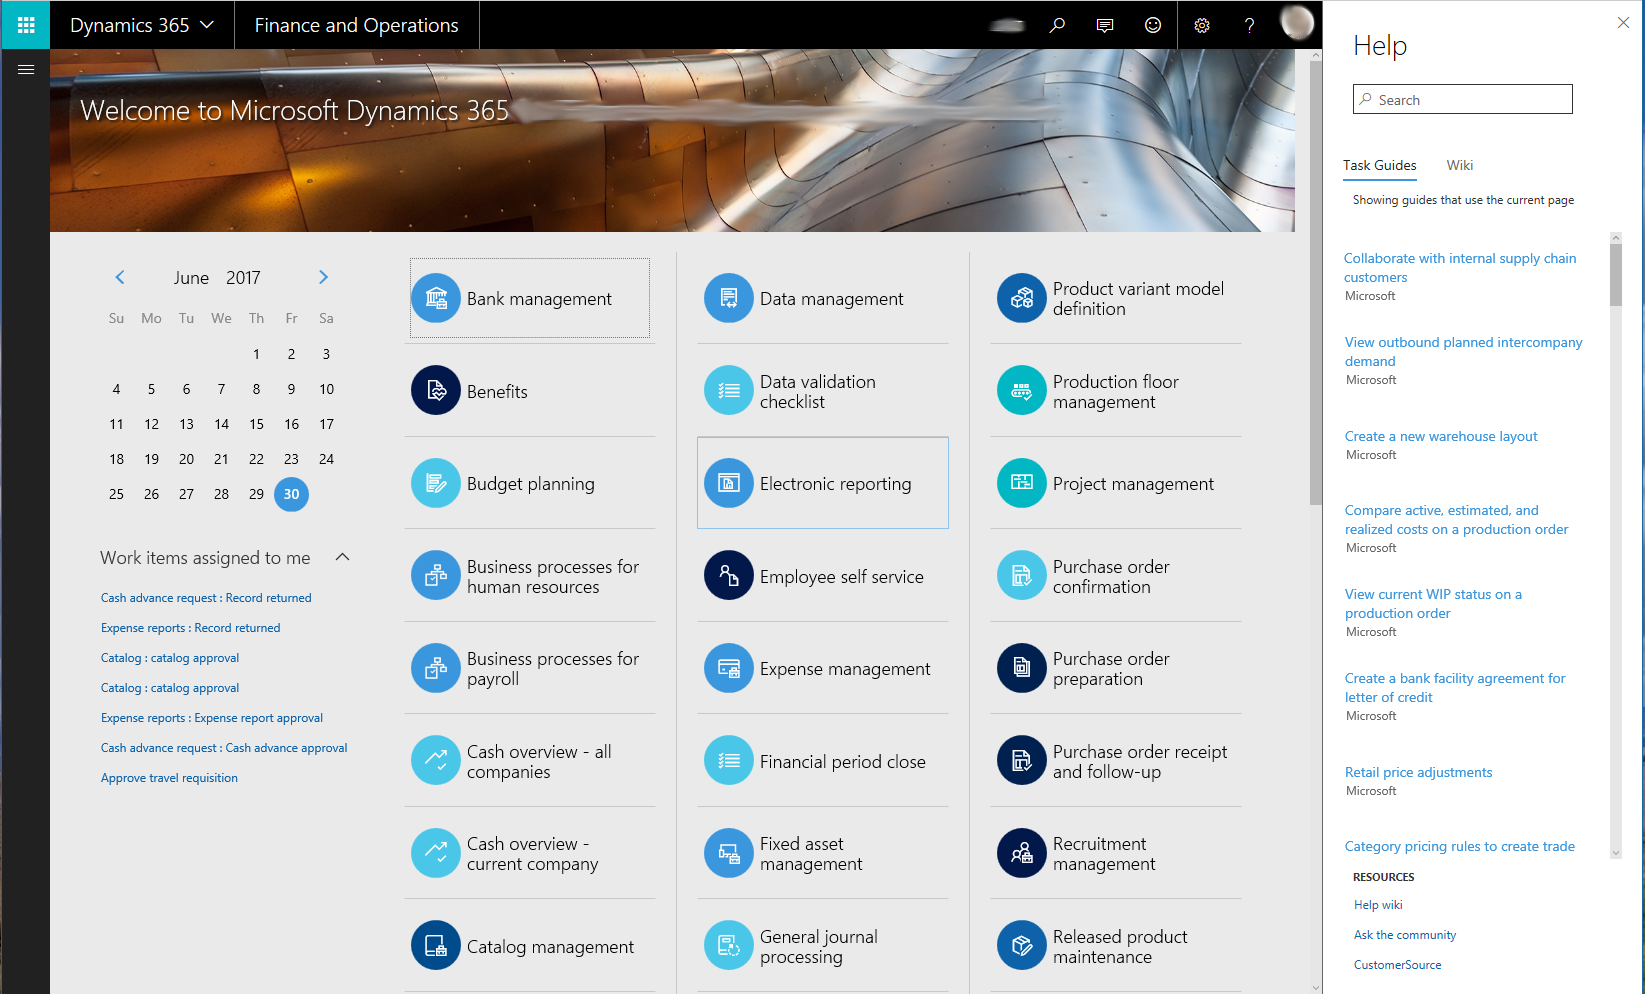 Dynamics 365
Finance and Operations
?
Welcome to Microsoft Dynamics 365
June 2017
Su Mo Tu We Th Fr Sa
1 2 3
4 5 6 7 8 9 10
11 12 13 14 15 16 17
18 19 20 21 22 23 24
25 26 27 28 29 30
Work items assigned to me
Cash advance request : Record returned
Expense reports : Record returned
Catalog : catalog approval
Catalog : catalog approval
Expense reports : Expense report approval
Cash advance request : Cash advance approval
Approve travel requisition
Bank management
Benefits
Budget planning
Business processes for
human resources
Business processes for
payroll
Cash overview - all
companies
Cash overview -
current company
Catalog management
Data management
Data validation
checklist
Electronic reporting
Employee self service
Expense management
Financial period close
Fixed asset
management
General journal
processing
Product variant model
definition
Production floor
management
Project management
Purchase order
confirmation
Purchase order
preparation
Purchase order receipt
and follow-up
Recruitment
management
Released product
maintenance
Help
Search
Task Guides Wiki
Showing guides that use the current page
Collaborate with internal supply chain
customers
Microsoft
View outbound planned intercompany
demand
Microsoft
Create a new warehouse layout
Microsoft
Compare active, estimated, and
realized costs on a production order
Microsoft
View current WIP status on a
production order
Microsoft
Create a bank facility agreement for
letter of credit
Microsoft
Retail price adjustments
Microsoft
Category pricing rules to create trade
RESOURCES
Help wiki
Ask the community
CustomerSource